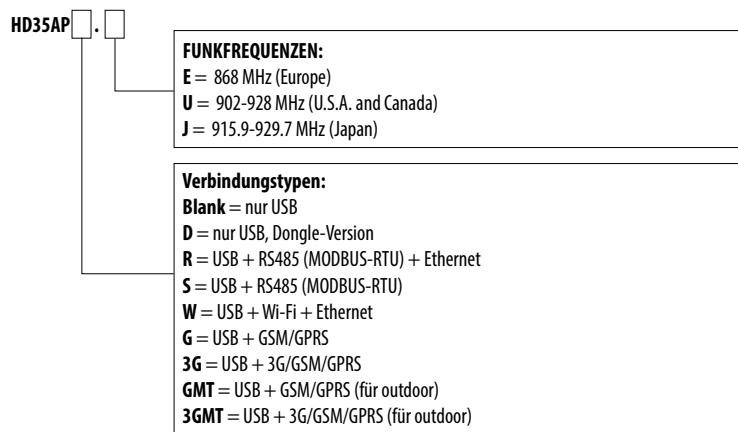 HD35AP .
FUNKFREQUENZEN:
E = 868 MHz (Europe)
U = 902-928 MHz (U.S.A. and Canada)
J = 915.9-929.7 MHz (Japan)
Verbindungstypen:
Blank = nur USB
D = nur USB, Dongle-Version
R = USB + RS485 (MODBUS-RTU) + Ethernet
S = USB + RS485 (MODBUS-RTU)
W = USB + Wi-Fi + Ethernet
G = USB + GSM/GPRS
3G = USB + 3G/GSM/GPRS
GMT = USB + GSM/GPRS (für outdoor)
3GMT = USB + 3G/GSM/GPRS (für outdoor)